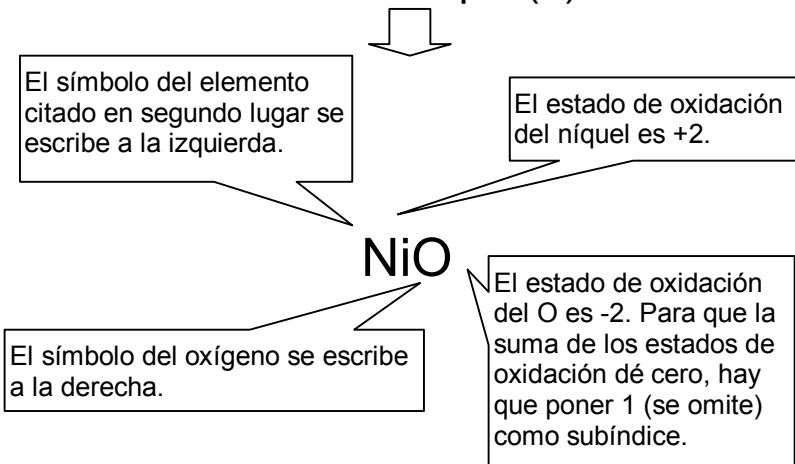 El símbolo del elemento
citado en segundo lugar se
escribe a la izquierda.
El estado de oxidación
del níquel es +2.
NiO
El símbolo del oxígeno se escribe
a la derecha.
El estado de oxidación
del O es -2. Para que la
suma de los estados de
oxidación dé cero, hay
que poner 1 (se omite)
como subíndice.